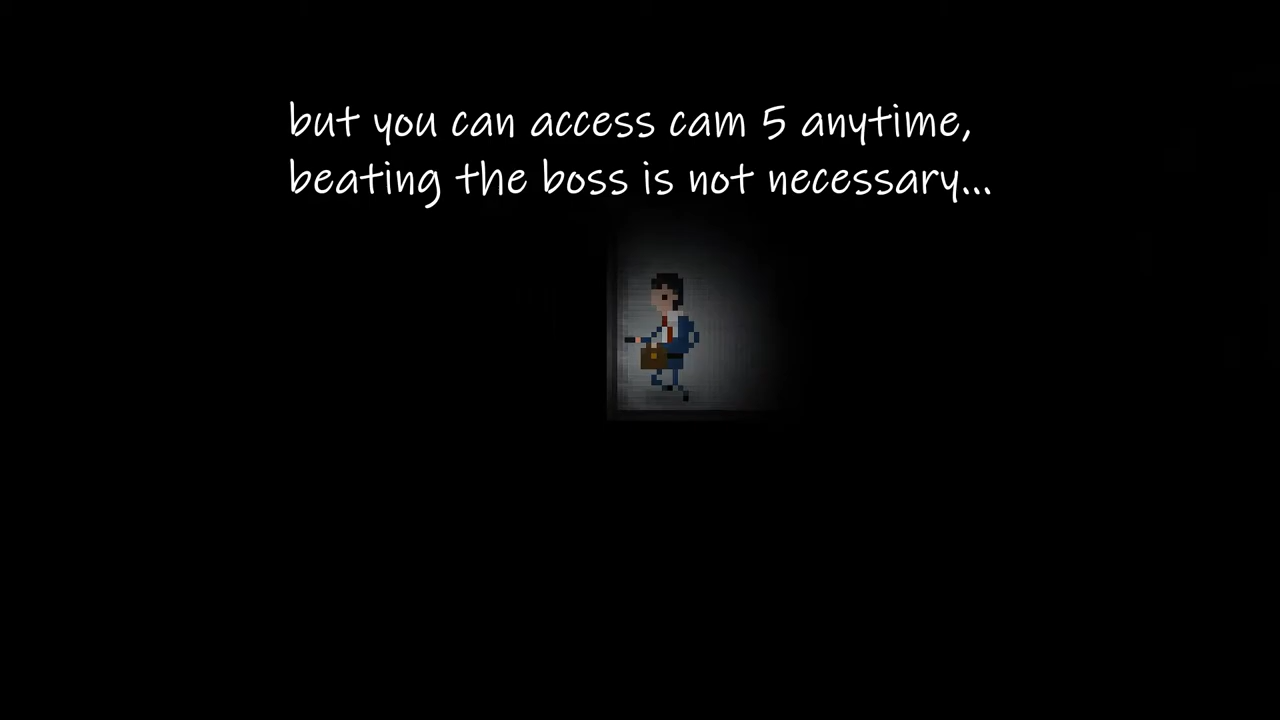 but you can access cam 5 anytime,
beating the boss is not necessary...